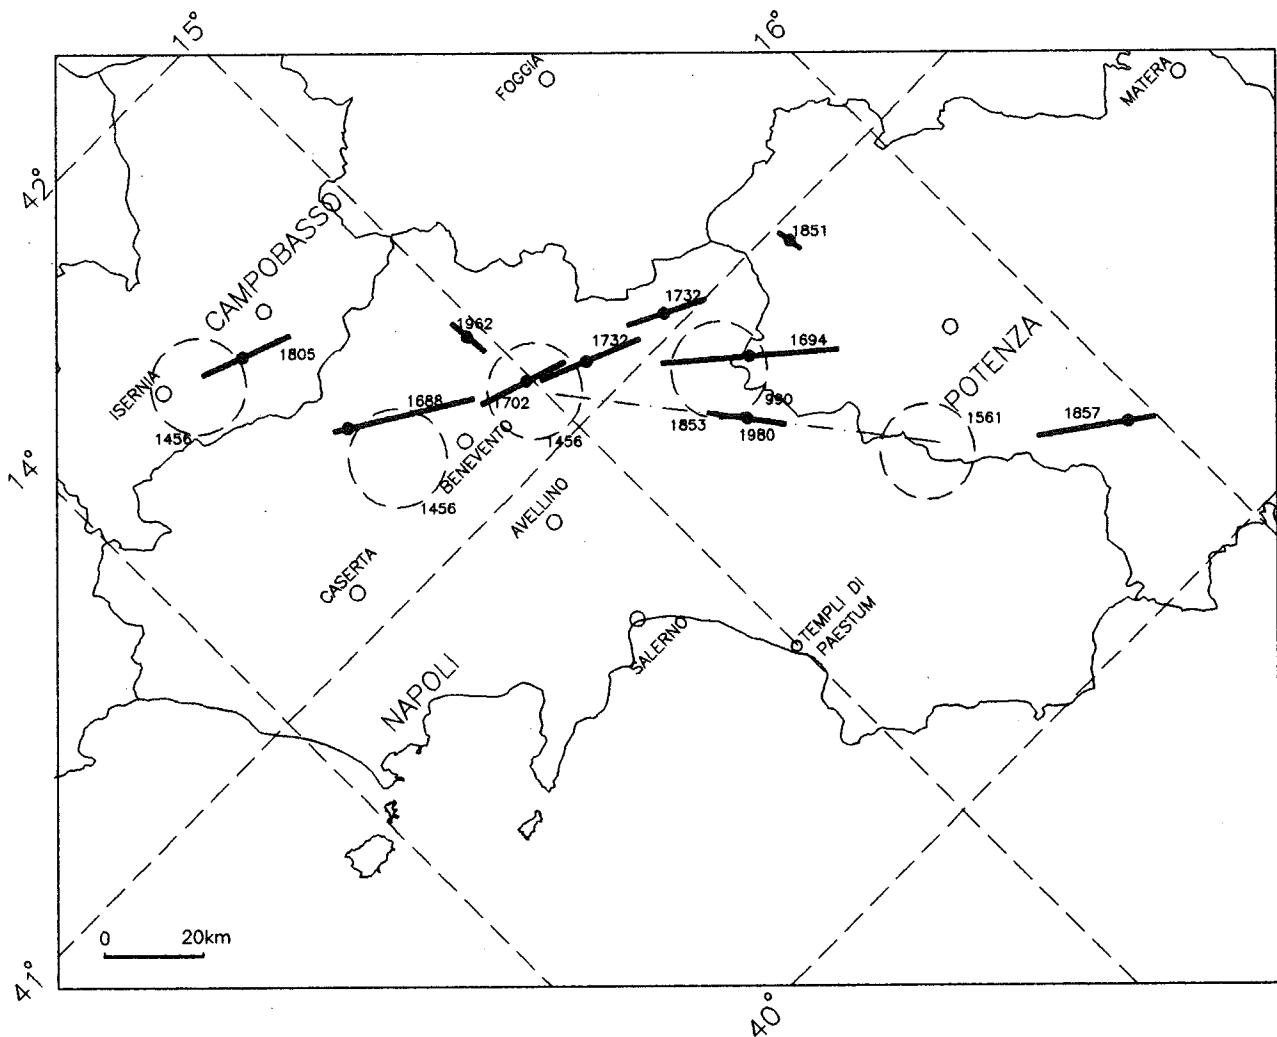 15°
16°
FOGGIA
MATERA
42°
CAMPOBASSO
1851
1732
1962
1732
1694
1805
POTENZA
ISERNIA
1688
1702
990
1853
1980
1561
1857
1456
1456
BENEVENTO
14°
1456
AVELLINO
CASERTA
TEMPLI DI
PAESTUM
SALERNO
NAPOLI
0 20km
41°
40°